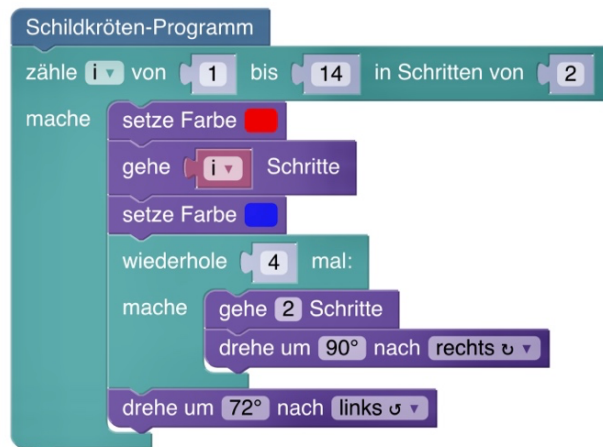 Schildkröten-Programm
zähle i ▾ von 1 bis 14 in Schritten von 2
mache setze Farbe
gehe i ▾ Schritte
setze Farbe
wiederhole 4 mal:
mache gehe 2 Schritte
drehe um 90° nach rechts ↻ ▾
drehe um 72° nach links ↺ ▾